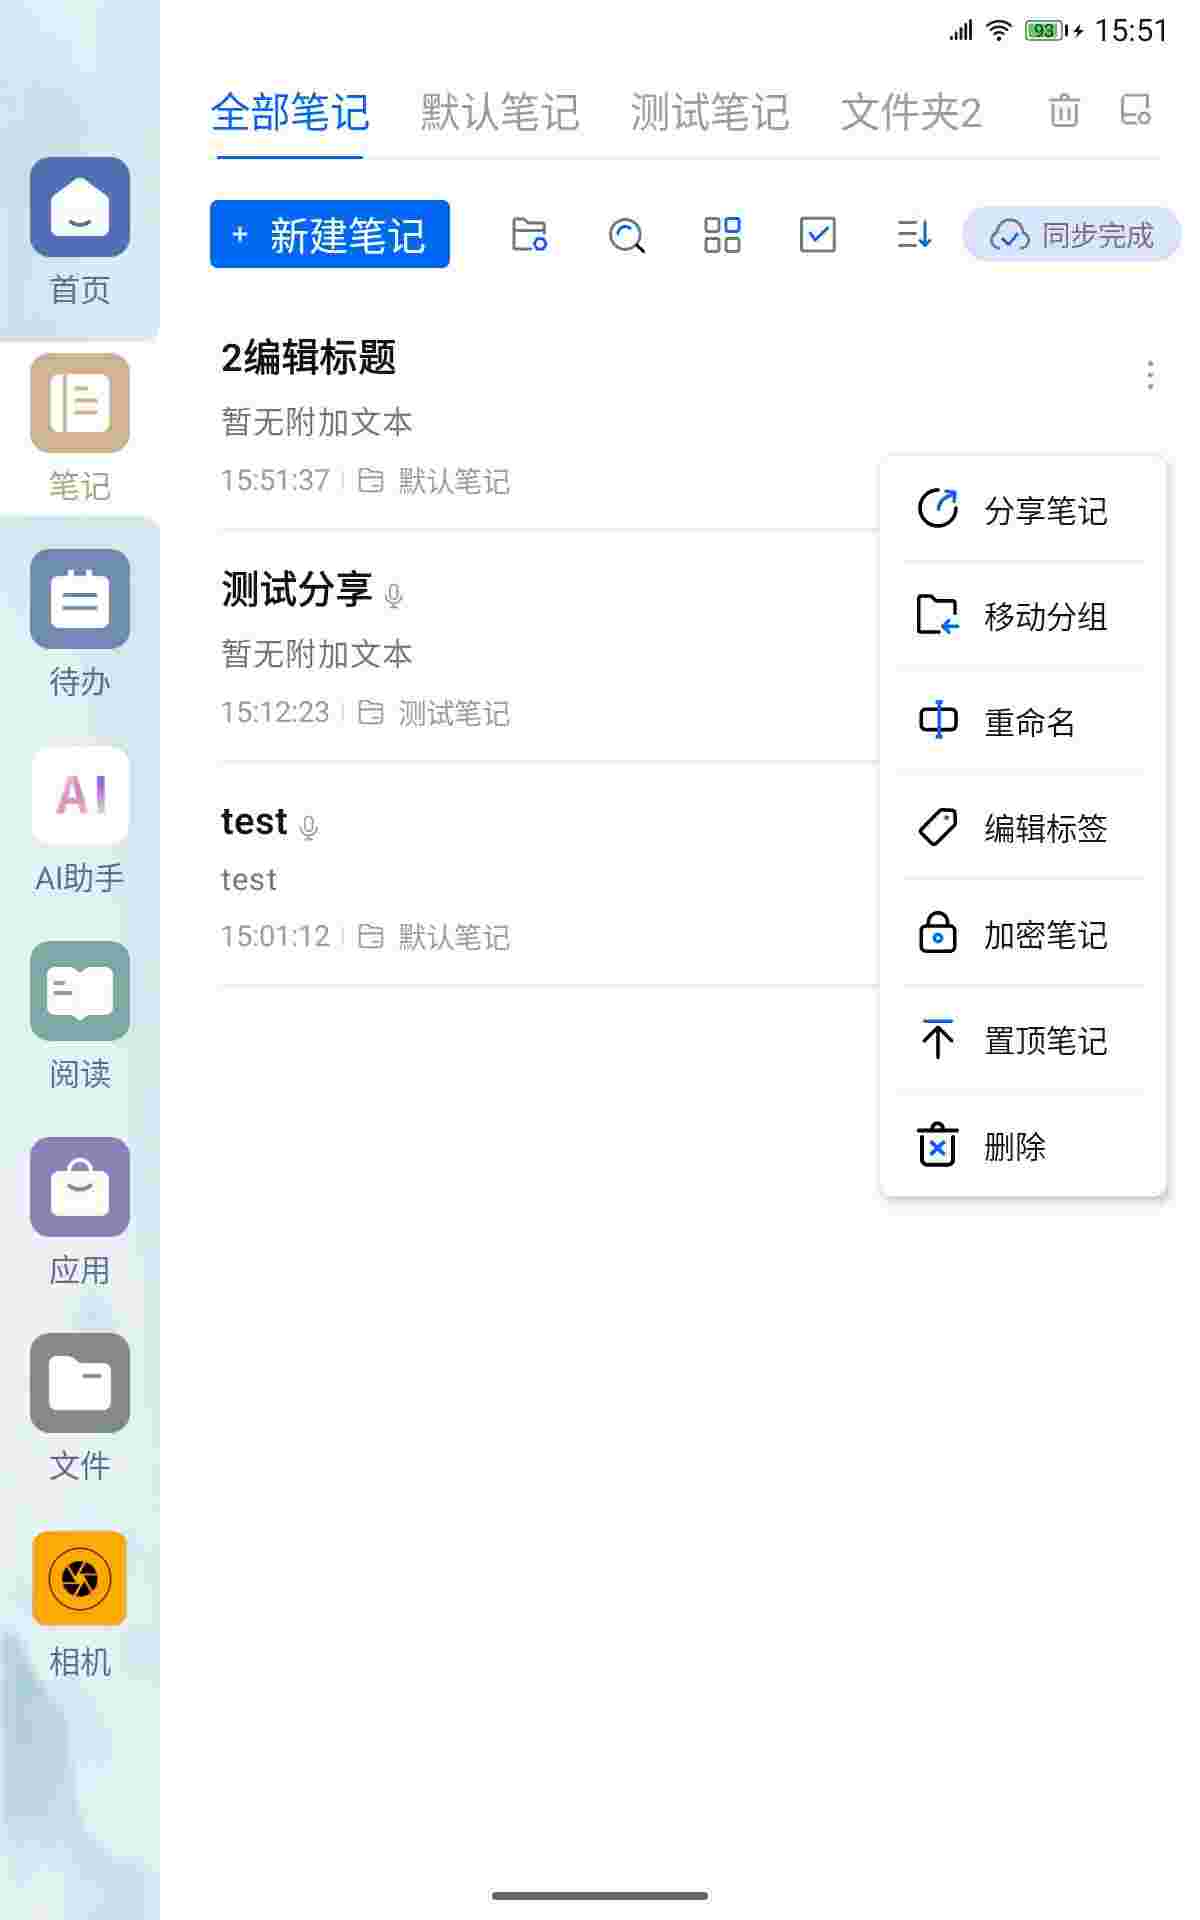 93 15:51
全部笔记 默认笔记 测试笔记 文件夹2
+ 新建笔记 同步完成
首页
笔记
待办
AI
AI助手
阅读
应用
文件
相机
2编辑标题
暂无附加文本
15:51:37 默认笔记
测试分享
暂无附加文本
15:12:23 测试笔记
test
test
15:01:12 默认笔记
分享笔记
移动分组
重命名
编辑标签
加密笔记
置顶笔记
删除